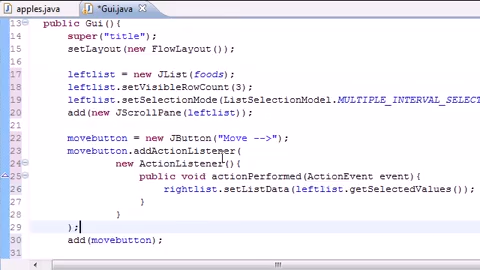 apples.java *Gui.java
13 public Gui(){
14 super("title");
15 setLayout(new FlowLayout());
16
17 leftlist = new JList(foods);
18 leftlist.setVisibleRowCount(3);
19 leftlist.setSelectionMode(ListSelectionModel.MULTIPLE_INTERVAL_SELECT
20 add(new JScrollPane(leftlist));
21
22 movebutton = new JButton("Move -->");
23 movebutton.addActionListener(
24 new ActionListener(){
25 public void actionPerformed(ActionEvent event){
26 rightlist.setListData(leftlist.getSelectedValues());
27 }
28 }
29 );
30 add(movebutton);
31